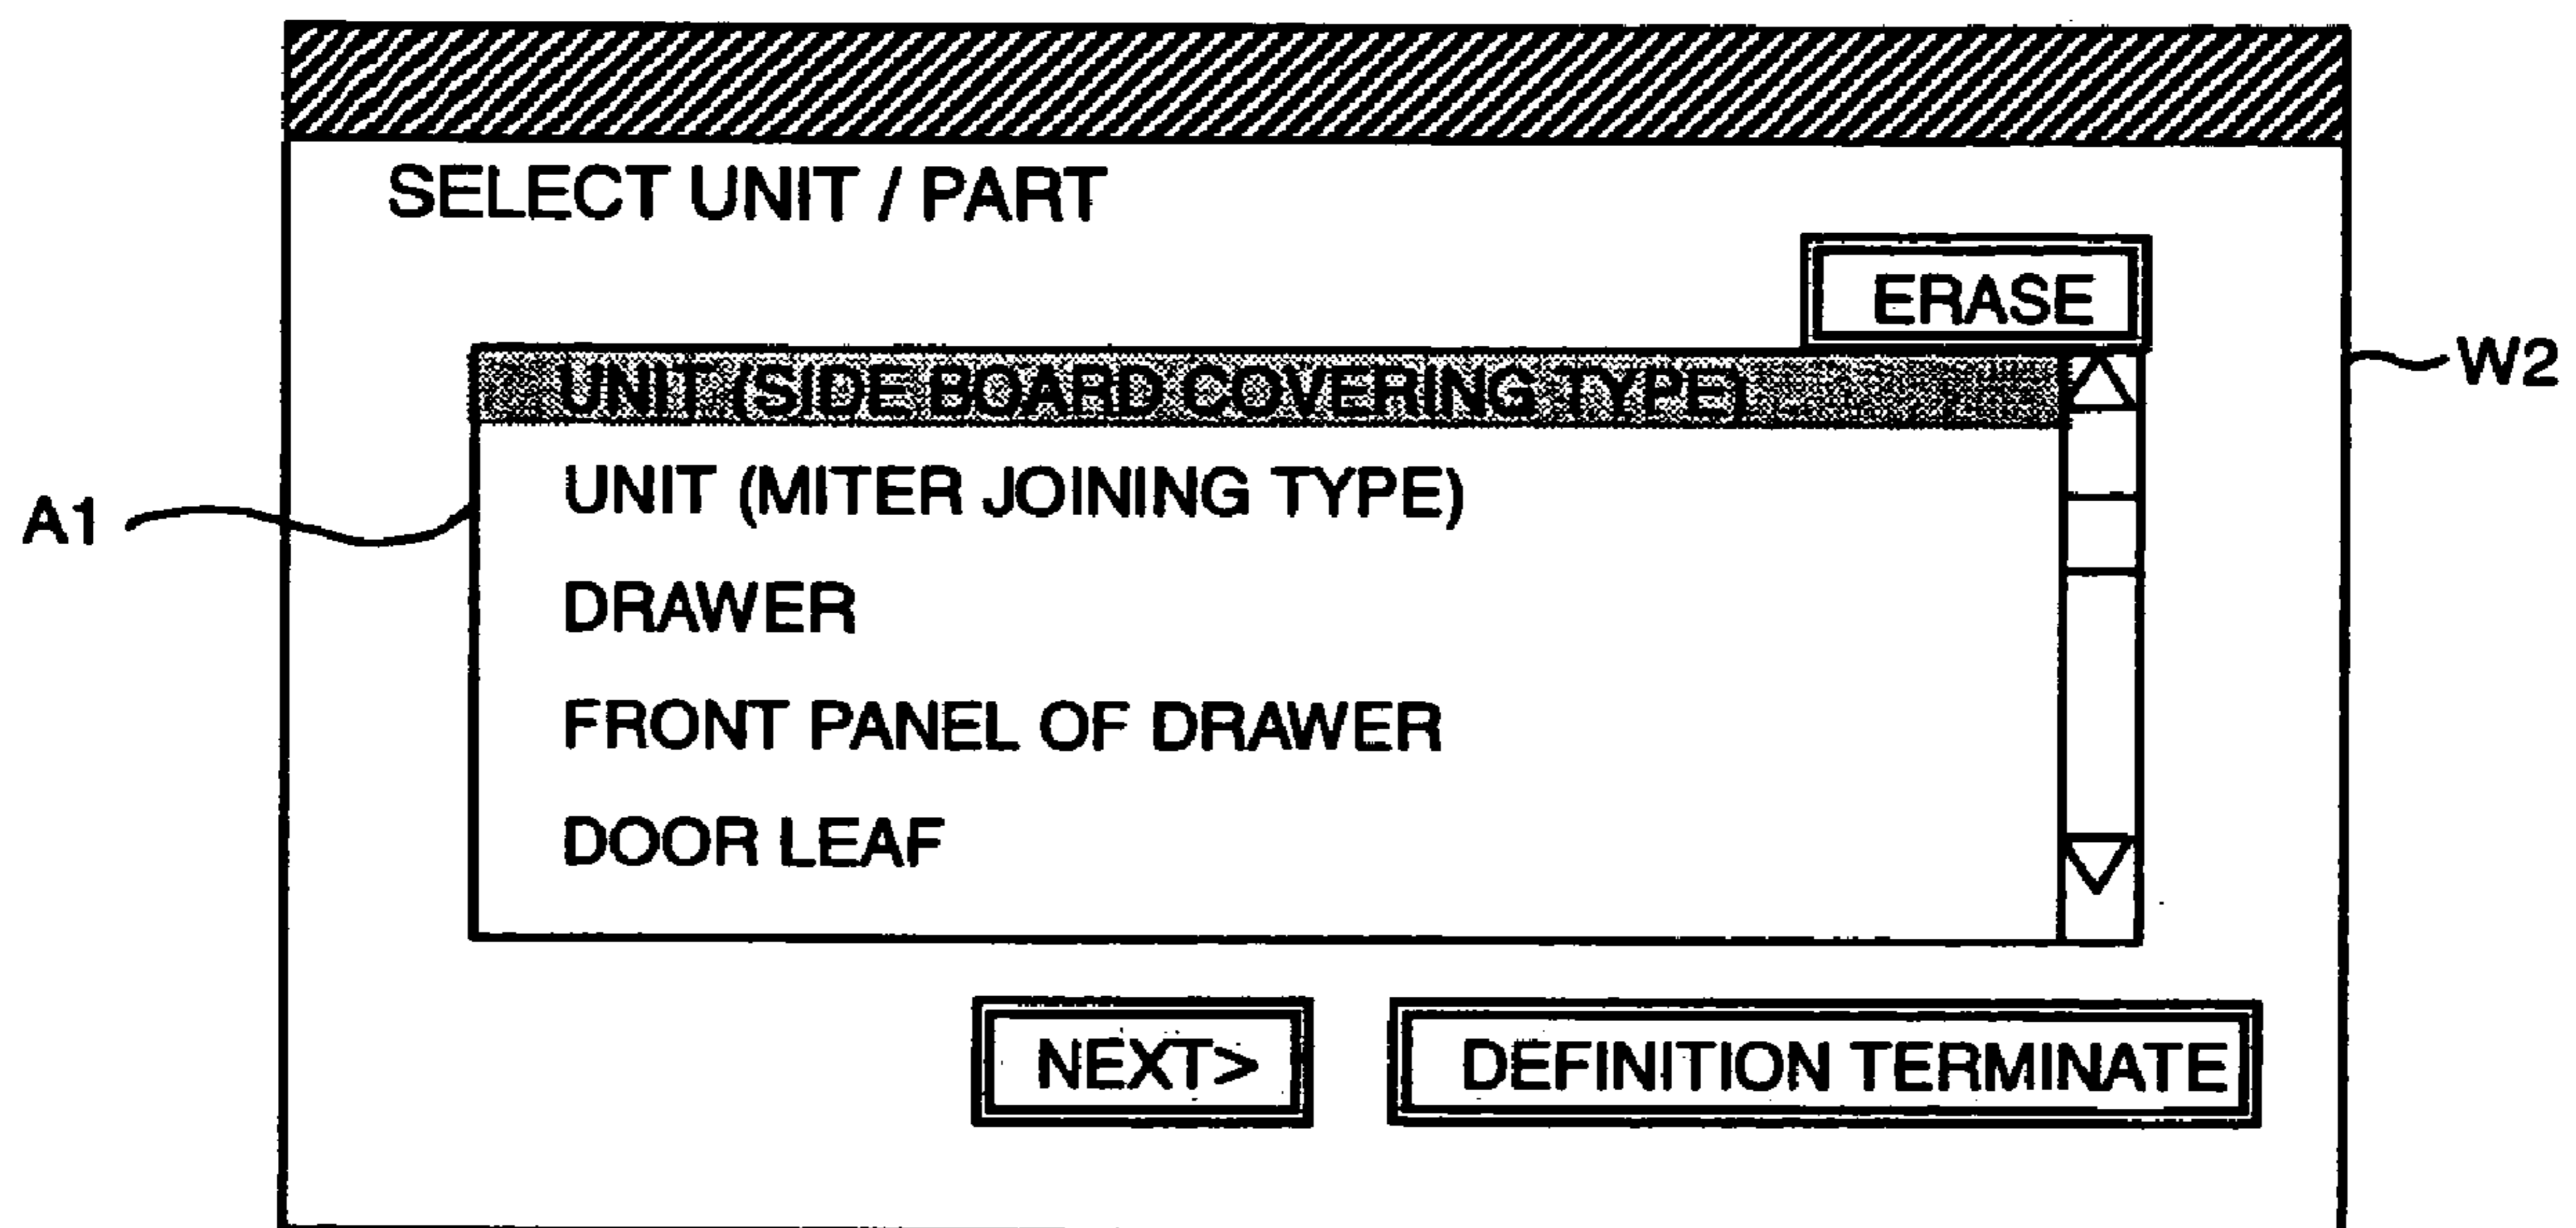 SELECT UNIT / PART
ERASE
UNIT (SIDE BOARD COVERING TYPE)
W2
UNIT (MITER JOINING TYPE)
A1
DRAWER
FRONT PANEL OF DRAWER
DOOR LEAF
NEXT>
DEFINITION TERMINATE